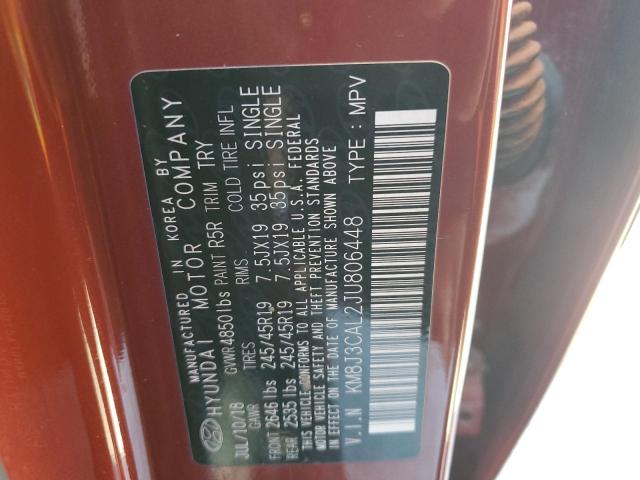 MANUFACTURED IN KOREA BY
HYUNDAI MOTOR COMPANY
JUL/10/18 GVWR 4850 lbs PAINT R5R TRIM TRY
GAWR TIRES RIMS COLD TIRE INFL
FRONT 2646 lbs 245/45R19 7.5JX19 35psi SINGLE
REAR 2535 lbs 245/45R19 7.5JX19 35psi SINGLE
THIS VEHICLE CONFORMS TO ALL APPLICABLE U.S.A. FEDERAL
MOTOR VEHICLE SAFETY AND THEFT PREVENTION STANDARDS
IN EFFECT ON THE DATE OF MANUFACTURE SHOWN ABOVE
V.I.N KM8J3CAL2JU806448 TYPE : MPV